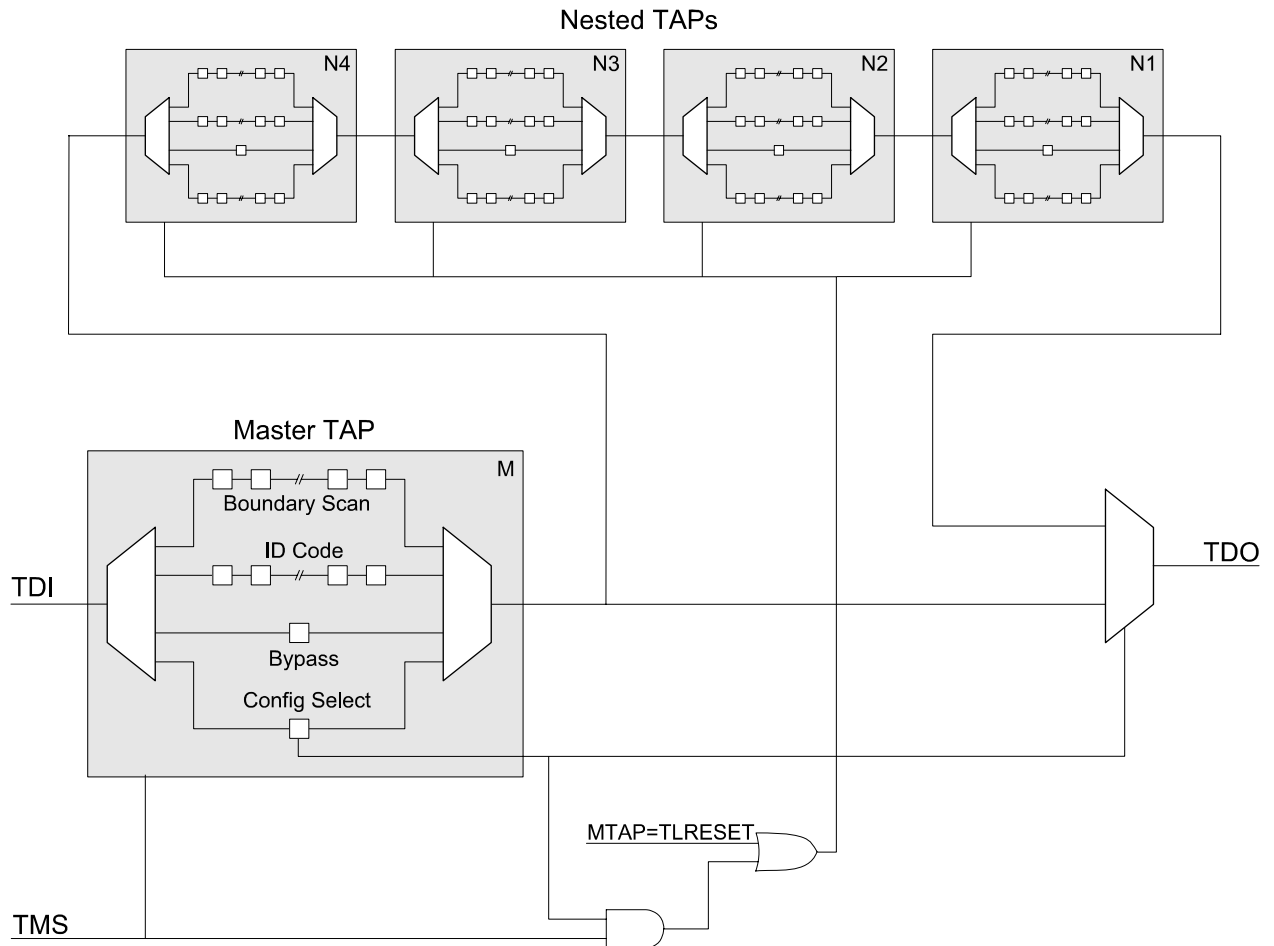 Nested TAPs
N4
N3
N2
N1
Master TAP
M
Boundary Scan
ID Code
TDI
TDO
Bypass
Config Select
MTAP=TLRESET
TMS